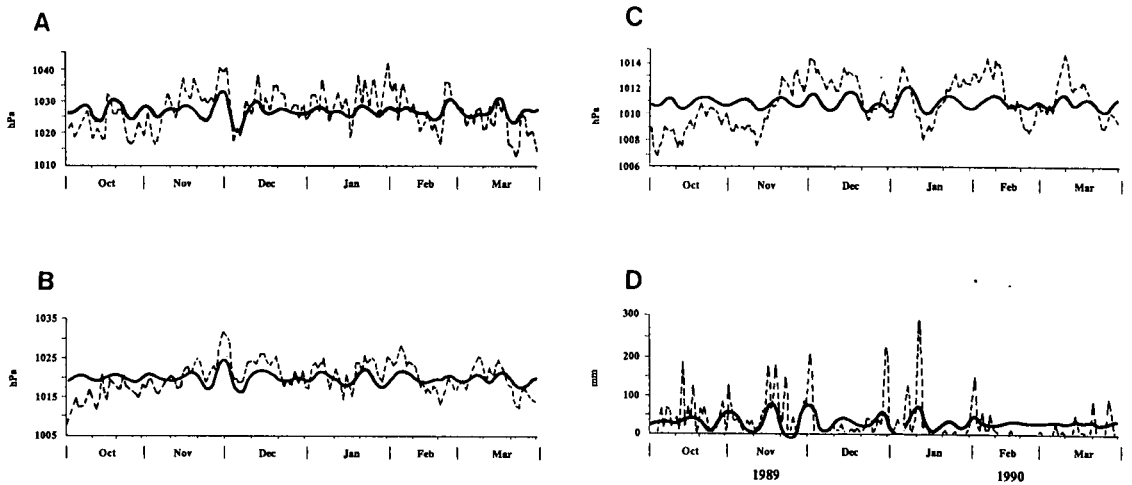 A
1040
1030
1020
1010
hPa
Oct Nov Dec Jan Feb Mar
B
1035
1025
1015
1005
hPa
Oct Nov Dec Jan Feb Mar
C
1014
1012
1010
1008
1006
hPa
Oct Nov Dec Jan Feb Mar
D
300
200
100
50
0
mm
Oct Nov Dec Jan Feb Mar
1989 1990